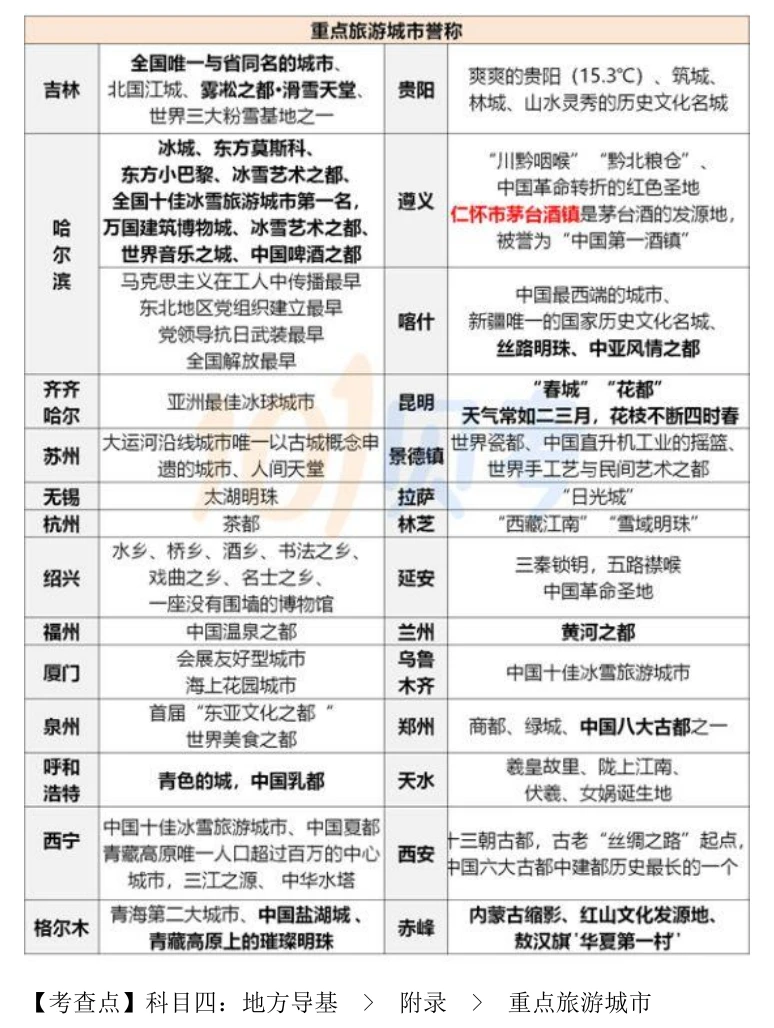 重点旅游城市誉称
吉林
全国唯一与省同名的城市、
北国江城、雾凇之都·滑雪天堂、
世界三大粉雪基地之一
贵阳
爽爽的贵阳（15.3℃）、筑城、
林城、山水灵秀的历史文化名城
哈
尔
滨
冰城、东方莫斯科、
东方小巴黎、冰雪艺术之都、
全国十佳冰雪旅游城市第一名，
万国建筑博物城、冰雪艺术之都、
世界音乐之城、中国啤酒之都
马克思主义在工人中传播最早
东北地区党组织建立最早
党领导抗日武装最早
全国解放最早
遵义
“川黔咽喉”“黔北粮仓”、
中国革命转折的红色圣地
仁怀市茅台酒镇是茅台酒的发源地，
被誉为“中国第一酒镇”
喀什
中国最西端的城市、
新疆唯一的国家历史文化名城、
丝路明珠、中亚风情之都
齐齐
哈尔
亚洲最佳冰球城市
昆明
“春城”“花都”
天气常如二三月，花枝不断四时春
苏州
大运河沿线城市唯一以古城概念申
遗的城市、人间天堂
景德镇
世界瓷都、中国直升机工业的摇篮、
世界手工艺与民间艺术之都
无锡
太湖明珠
拉萨
“日光城”
杭州
茶都
林芝
“西藏江南”“雪域明珠”
绍兴
水乡、桥乡、酒乡、书法之乡、
戏曲之乡、名士之乡、
一座没有围墙的博物馆
延安
三秦锁钥，五路襟喉
中国革命圣地
福州
中国温泉之都
兰州
黄河之都
厦门
会展友好型城市
海上花园城市
乌鲁
木齐
中国十佳冰雪旅游城市
泉州
首届“东亚文化之都“
世界美食之都
郑州
商都、绿城、中国八大古都之一
呼和
浩特
青色的城，中国乳都
天水
羲皇故里、陇上江南、
伏羲、女娲诞生地
西宁
中国十佳冰雪旅游城市、中国夏都
青藏高原唯一人口超过百万的中心
城市，三江之源、中华水塔
西安
十三朝古都，古老“丝绸之路”起点，
中国六大古都中建都历史最长的一个
格尔木
青海第二大城市、中国盐湖城、
青藏高原上的璀璨明珠
赤峰
内蒙古缩影、红山文化发源地、
敖汉旗'华夏第一村'
【考查点】科目四：地方导基 > 附录 > 重点旅游城市